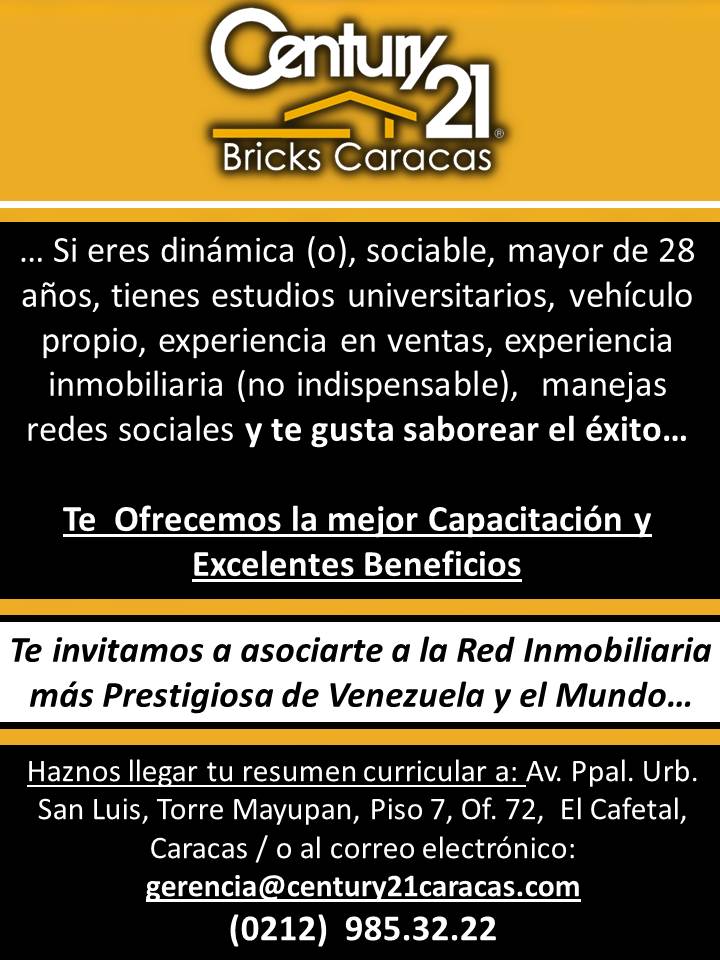 Century
21®
Bricks Caracas
... Si eres dinámica (o), sociable, mayor de 28
años, tienes estudios universitarios, vehículo
propio, experiencia en ventas, experiencia
inmobiliaria (no indispensable), manejas
redes sociales y te gusta saborear el éxito...
Te Ofrecemos la mejor Capacitación y
Excelentes Beneficios
Te invitamos a asociarte a la Red Inmobiliaria
más Prestigiosa de Venezuela y el Mundo...
Haznos llegar tu resumen curricular a: Av. Ppal. Urb.
San Luis, Torre Mayupan, Piso 7, Of. 72, El Cafetal,
Caracas / o al correo electrónico:
gerencia@century21caracas.com
(0212) 985.32.22